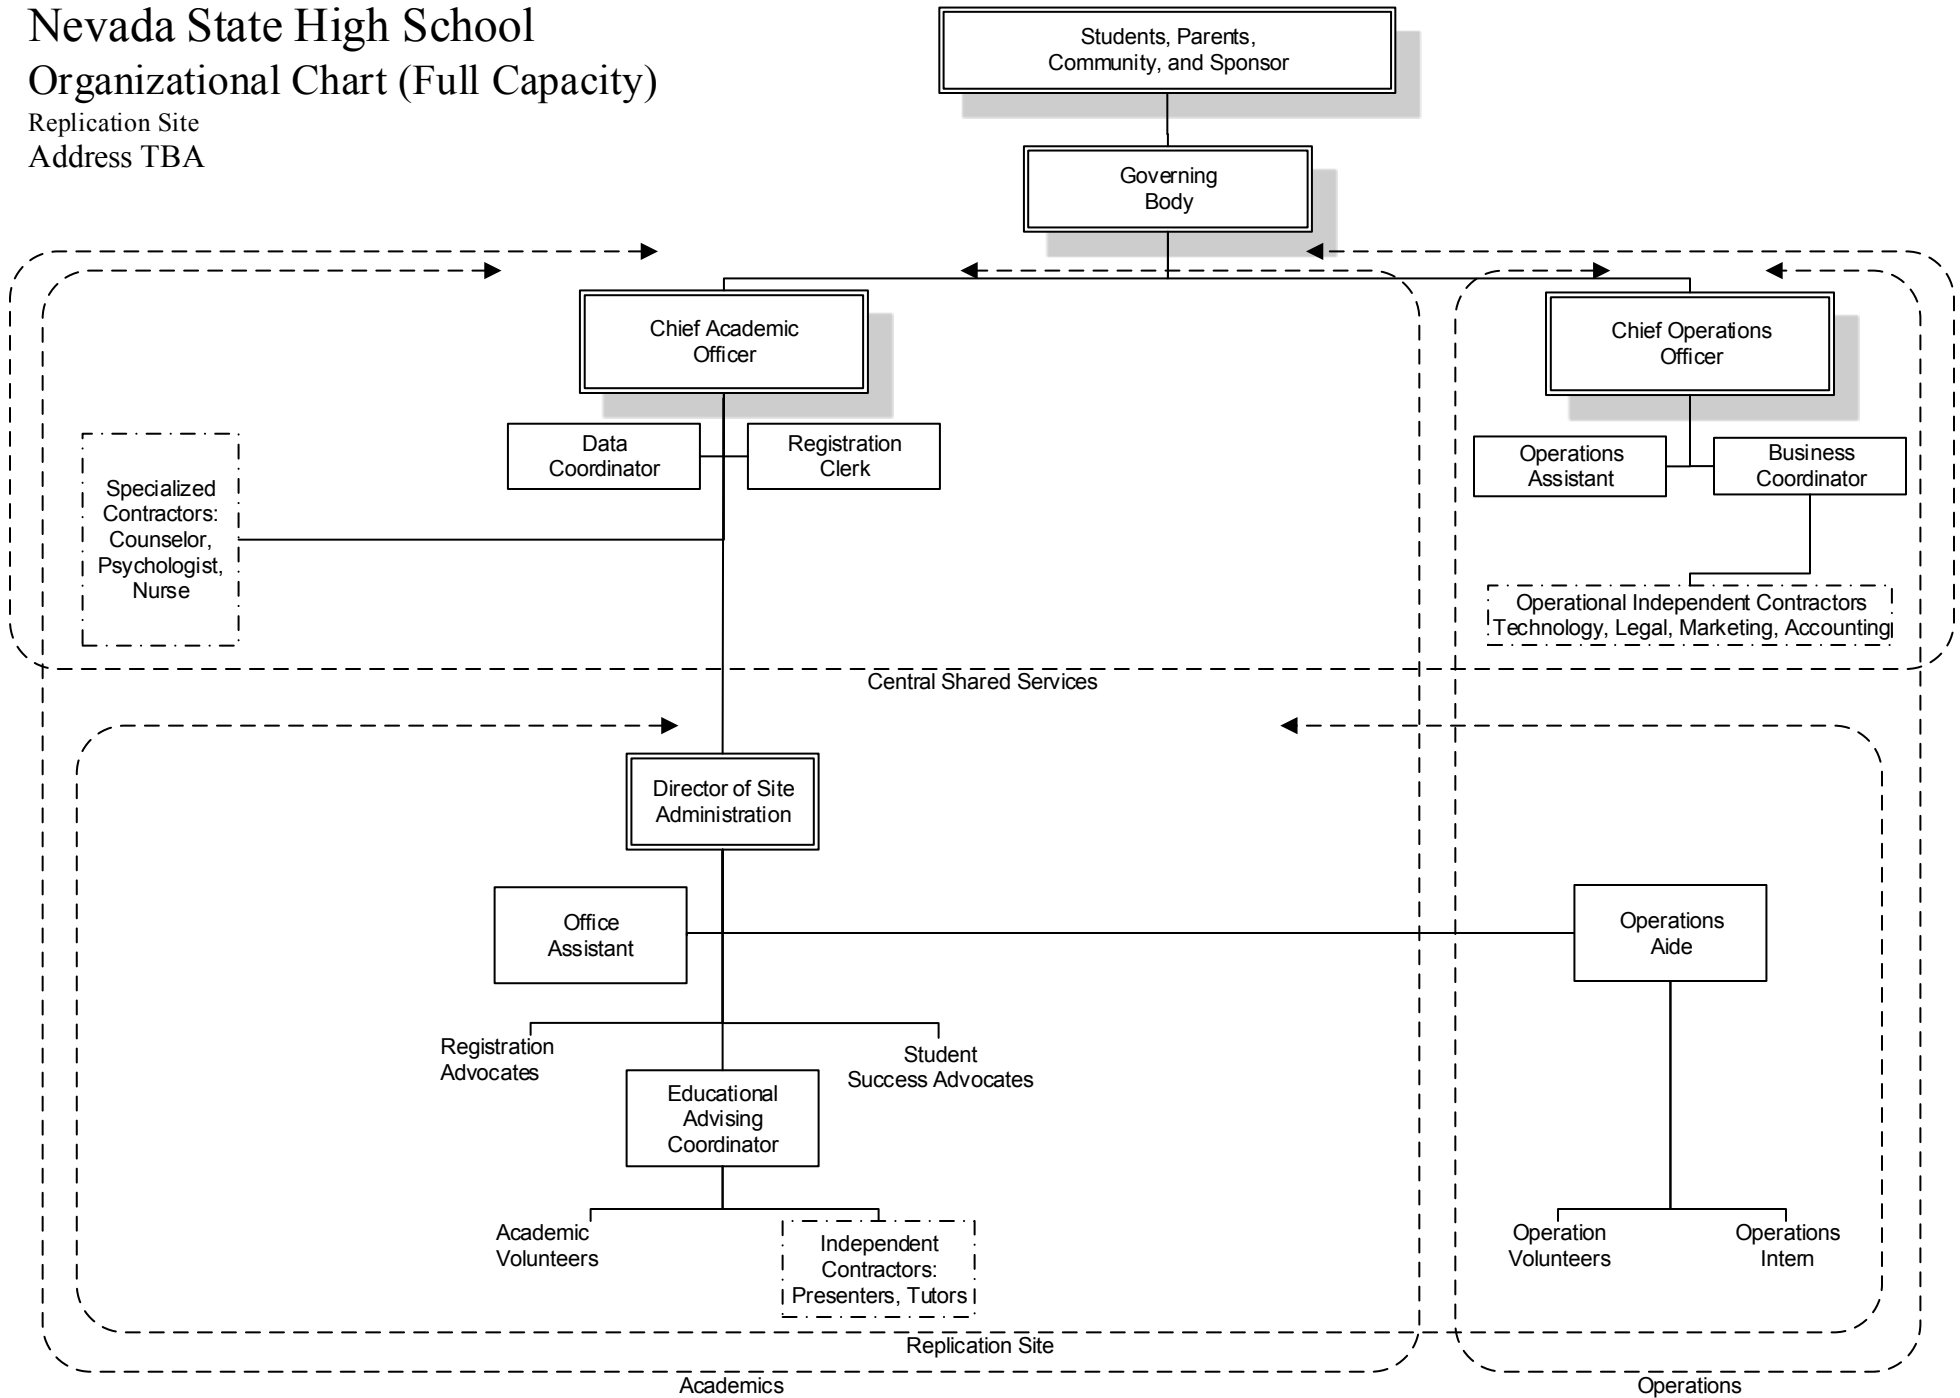 Nevada State High School
Organizational Chart (Full Capacity)
Replication Site
Address TBA
Students, Parents,
Community, and Sponsor
Governing
Body
Chief Academic
Officer
Chief Operations
Officer
Data
Coordinator
Registration
Clerk
Operations
Assistant
Business
Coordinator
Specialized
Contractors:
Counselor,
Psychologist,
Nurse
Operational Independent Contractors
Technology, Legal, Marketing, Accounting
Central Shared Services
Director of Site
Administration
Office
Assistant
Operations
Aide
Registration
Advocates
Student
Success Advocates
Educational
Advising
Coordinator
Academic
Volunteers
Independent
Contractors:
Presenters, Tutors
Operation
Volunteers
Operations
Intern
Replication Site
Academics
Operations